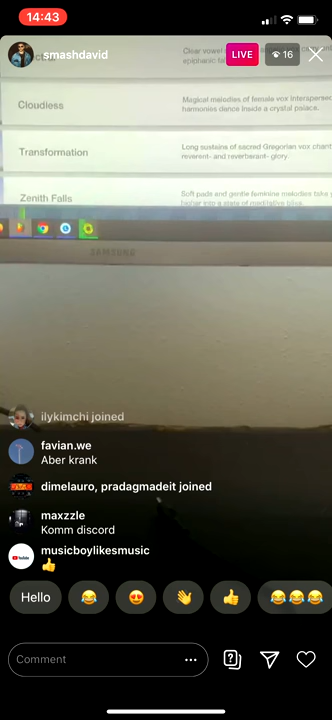 14:43
smashdavid
LIVE
16
Clear vowel
epiphanic
Cloudless
Magical melodies of female vox interspersed
harmonies dance inside a crystal palace.
Transformation
Long sustains of sacred Gregorian vox chant
reverent- and reverberant- glory.
Zenith Falls
Soft pads and gentle feminine melodies take
higher into a state of meditative bliss.
SAMSUNG
ilykimchi joined
favian.we
Aber krank
dimelauro, pradagmadeit joined
maxzzle
Komm discord
musicboylikesmusic
👍
Hello
Comment